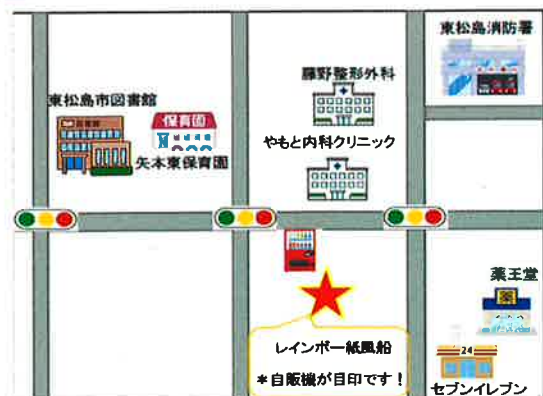 東松島消防署
藤野整形外科
東松島市図書館
保育園
やもと内科クリニック
矢本東保育園
薬王堂
薬
レインボー紙風船
24
＊自販機が目印です！
セブンイレブン